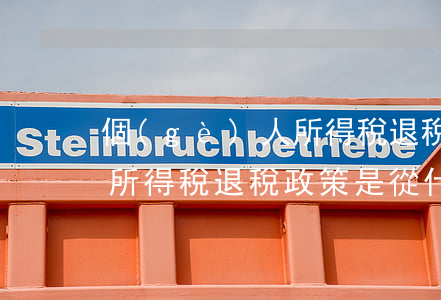 Steinbruchbetriebe
個(gè)人所得稅退稅
所得稅退稅政策是從什